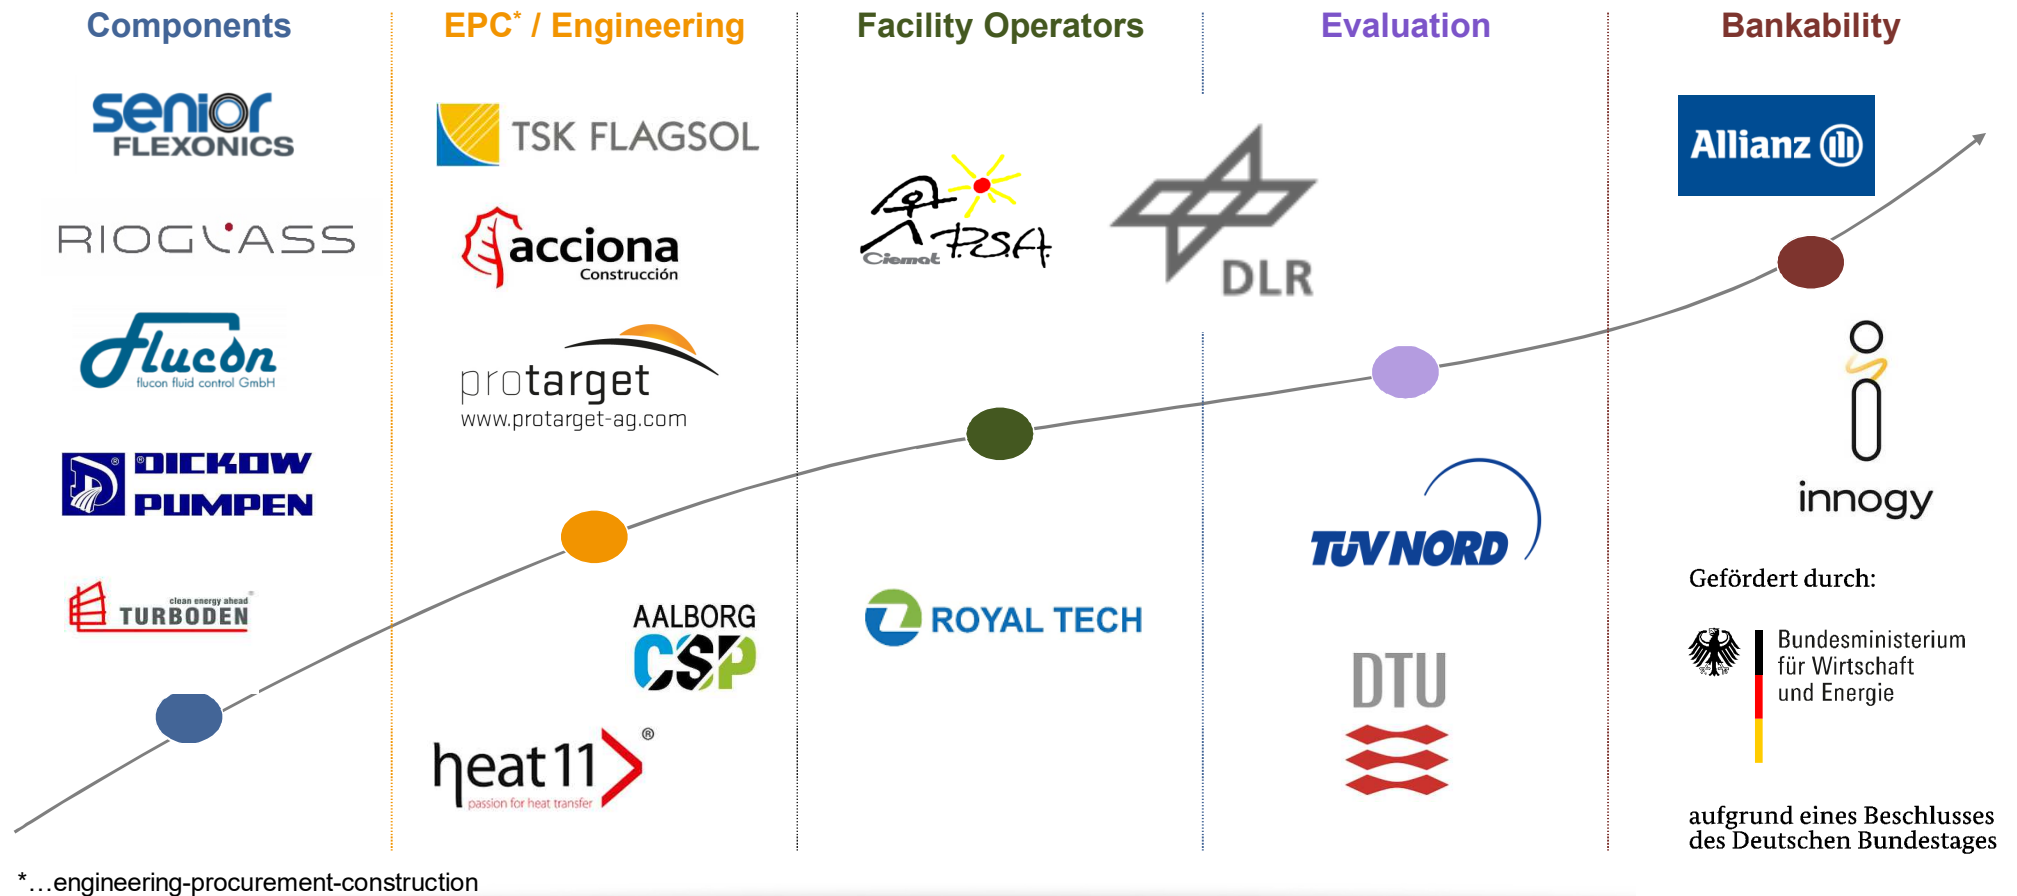 Components
EPC* / Engineering
Facility Operators
Evaluation
Bankability
senior
FLEXONICS
RIOGLASS
flucon
flucon fluid control GmbH
®DICKOW
PUMPEN
®
clean energy ahead
TURBODEN
®
TSK FLAGSOL
acciona
Construcción
protarget
www.protarget-ag.com
AALBORG
CSP
heat 11
®
passion for heat transfer
Ciemat
P.S.A.
DLR
ROYAL TECH
TÜV NORD
DTU
Allianz
innogy
Gefördert durch:
Bundesministerium
für Wirtschaft
und Energie
aufgrund eines Beschlusses
des Deutschen Bundestages
*…engineering-procurement-construction